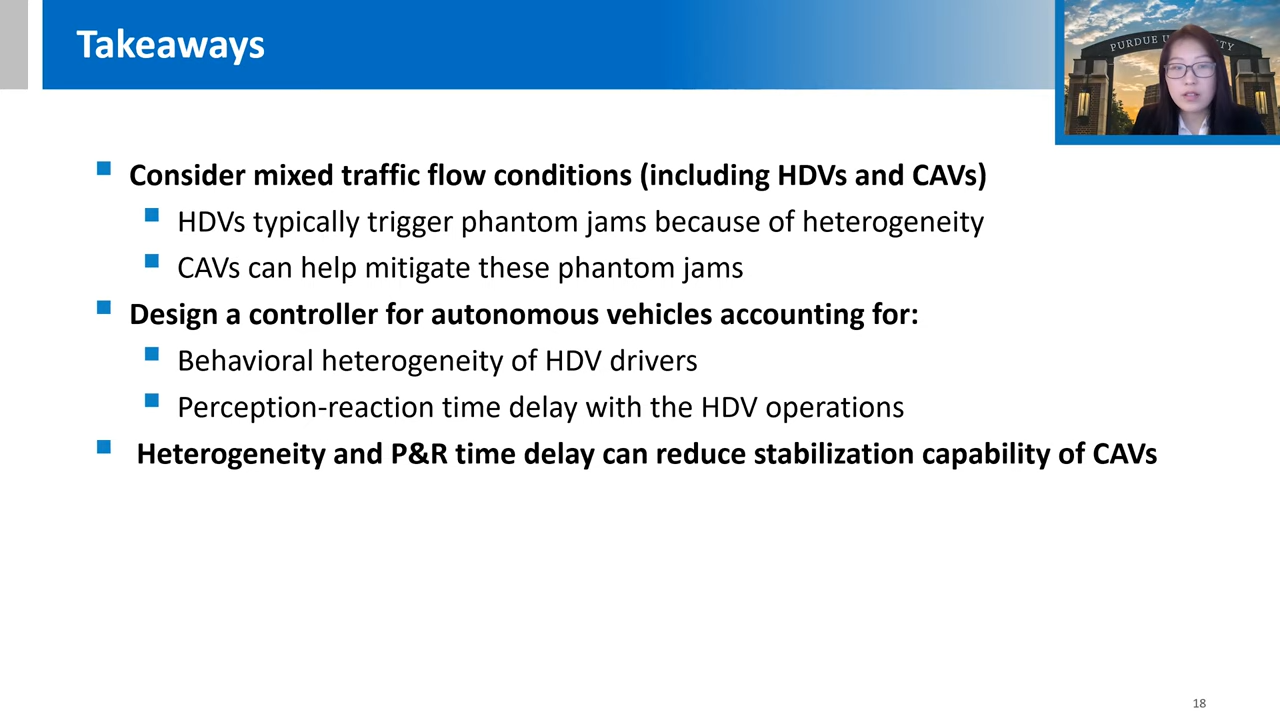 Takeaways
PURDUE U
TY
Consider mixed traffic flow conditions (including HDVs and CAVs)
HDVs typically trigger phantom jams because of heterogeneity
CAVs can help mitigate these phantom jams
Design a controller for autonomous vehicles accounting for:
Behavioral heterogeneity of HDV drivers
Perception-reaction time delay with the HDV operations
Heterogeneity and P&R time delay can reduce stabilization capability of CAVs
18